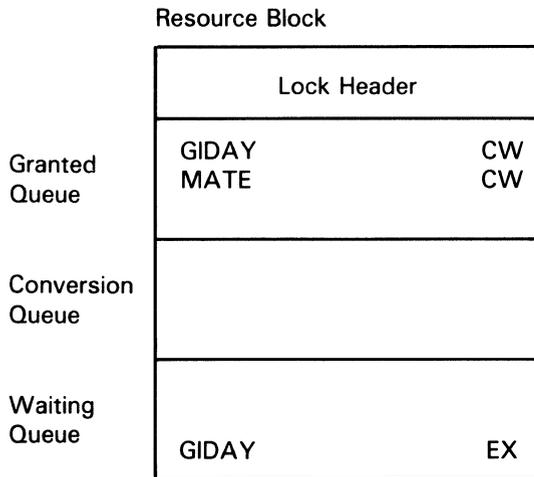 Resource Block
Lock Header
Granted
Queue
GIDAY CW
MATE CW
Conversion
Queue
Waiting
Queue
GIDAY EX